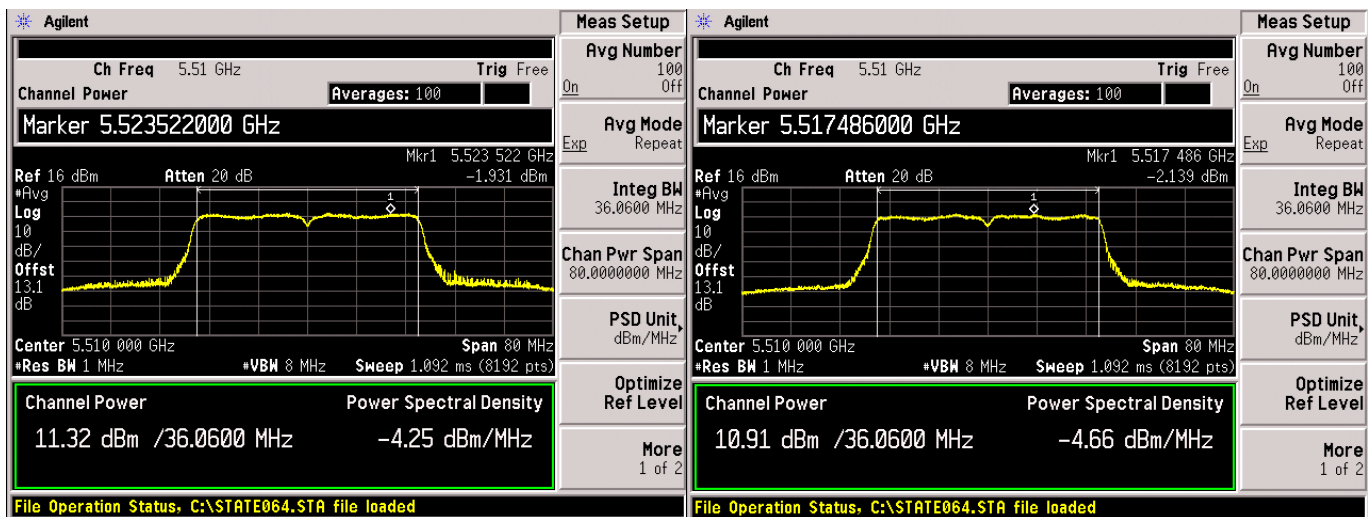 Agilent
Ch Freq 5.51 GHz Trig Free
Channel Power Averages: 100
Marker 5.523522000 GHz
Mkr1 5.523 522 GHz
Ref 16 dBm Atten 20 dB -1.931 dBm
#Avg
Log
10
dB/
Offst
13.1
dB
1
Center 5.510 000 GHz Span 80 MHz
#Res BW 1 MHz #VBW 8 MHz Sweep 1.092 ms (8192 pts)
Channel Power Power Spectral Density
11.32 dBm /36.0600 MHz -4.25 dBm/MHz
File Operation Status, C:\STATE064.STA file loaded
Meas Setup
Avg Number
100
On Off
Avg Mode
Exp Repeat
Integ BW
36.0600 MHz
Chan Pwr Span
80.0000000 MHz
PSD Unit
dBm/MHz
Optimize
Ref Level
More
1 of 2
Agilent
Ch Freq 5.51 GHz Trig Free
Channel Power Averages: 100
Marker 5.517486000 GHz
Mkr1 5.517 486 GHz
Ref 16 dBm Atten 20 dB -2.139 dBm
#Avg
Log
10
dB/
Offst
13.1
dB
1
Center 5.510 000 GHz Span 80 MHz
#Res BW 1 MHz #VBW 8 MHz Sweep 1.092 ms (8192 pts)
Channel Power Power Spectral Density
10.91 dBm /36.0600 MHz -4.66 dBm/MHz
File Operation Status, C:\STATE064.STA file loaded
Meas Setup
Avg Number
100
On Off
Avg Mode
Exp Repeat
Integ BW
36.0600 MHz
Chan Pwr Span
80.0000000 MHz
PSD Unit
dBm/MHz
Optimize
Ref Level
More
1 of 2